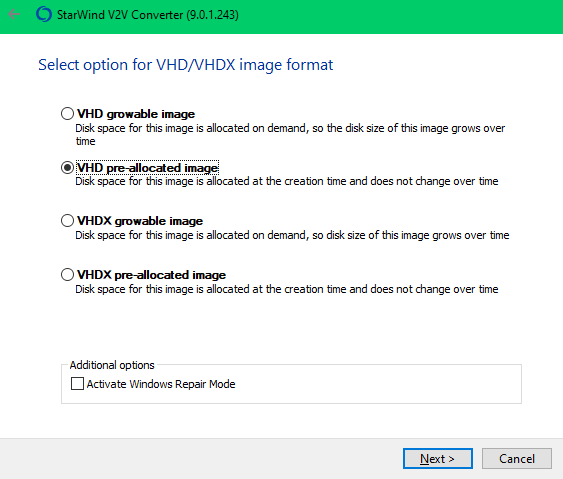 StarWind V2V Converter (9.0.1.243)
Select option for VHD/VHDX image format
VHD growable image
Disk space for this image is allocated on demand, so the disk size of this image grows over
time
VHD pre-allocated image
Disk space for this image is allocated at the creation time and does not change over time
VHDX growable image
Disk space for this image is allocated on demand, so disk size of this image grows over time
VHDX pre-allocated image
Disk space for this image is allocated at the creation time and does not change over time
Additional options
Activate Windows Repair Mode
Next >
Cancel